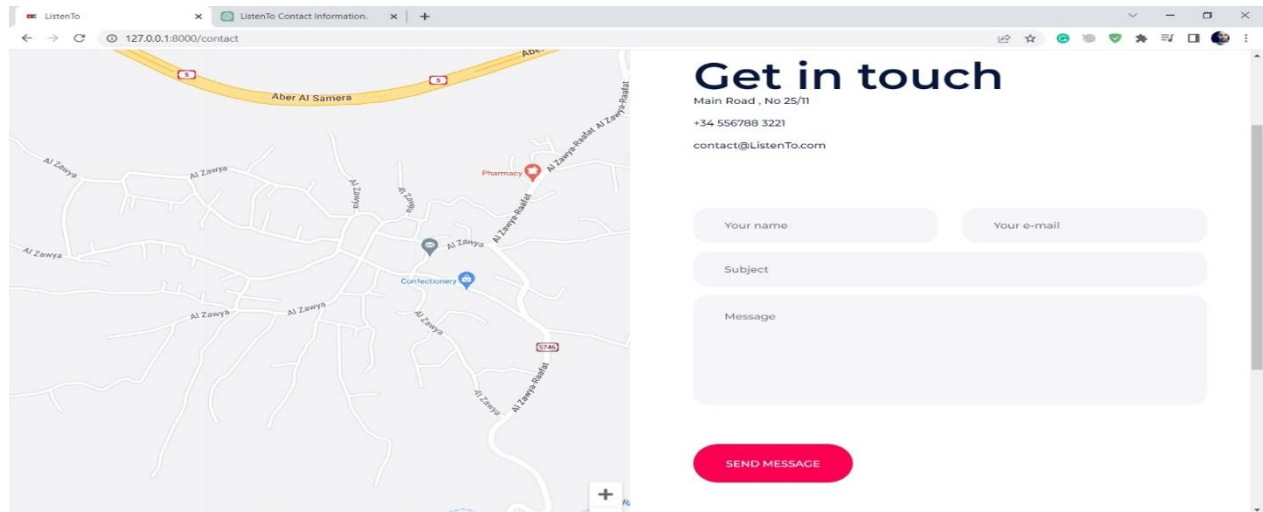 ListenTo
ListenTo Contact Information.
127.0.0.1:8000/contact
5
5
Aber Al Samera
Al Zawya-Raafat
Al Zawya-Raafat
Al Zawya
Al Zawya
Al Zawya
Al Zawya
Pharmacy
Al Zawya-Raafat
Al Zawya
Al Zawya
Confectionery
Al Zawya
Al Zawya
Al Zawya
5746
Al Zawya
Al Zawya-Raafat
Get in touch
Main Road , No 25/11
+34 556788 3221
contact@ListenTo.com
Your name
Your e-mail
Subject
Message
SEND MESSAGE